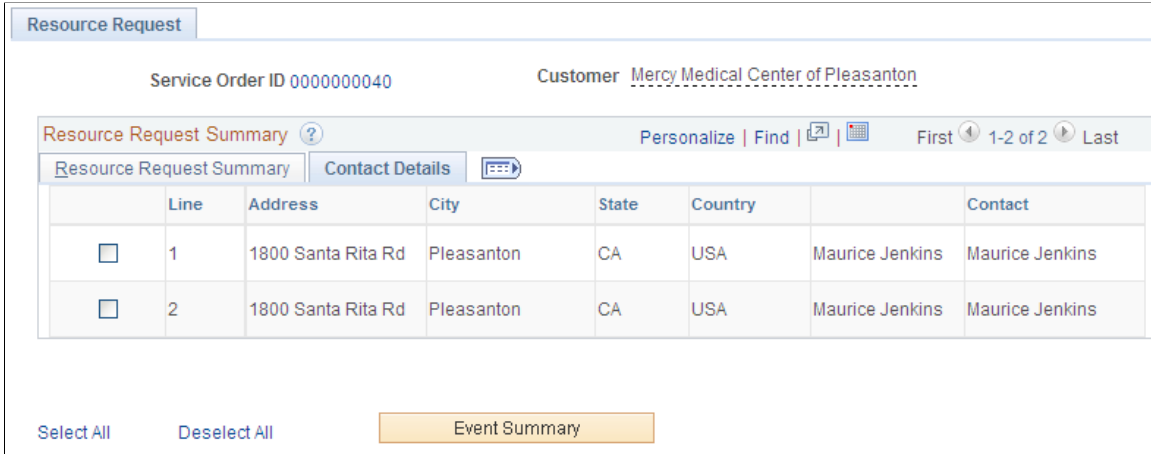 Resource Request
Service Order ID 0000000040 Customer Mercy Medical Center of Pleasanton
Resource Request Summary ? Personalize | Find | | First 1-2 of 2 Last
Resource Request Summary Contact Details
Line Address City State Country Contact
1 1800 Santa Rita Rd Pleasanton CA USA Maurice Jenkins Maurice Jenkins
2 1800 Santa Rita Rd Pleasanton CA USA Maurice Jenkins Maurice Jenkins
Select All Deselect All Event Summary